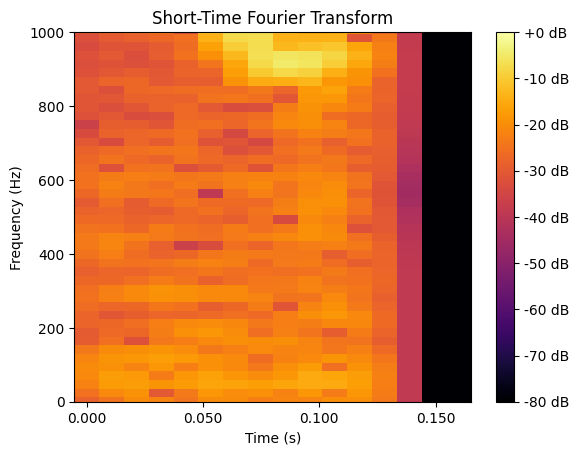 Short-Time Fourier Transform
1000
800
600
400
200
0
Frequency (Hz)
0.000
0.050
0.100
0.150
Time (s)
+0 dB
-10 dB
-20 dB
-30 dB
-40 dB
-50 dB
-60 dB
-70 dB
-80 dB